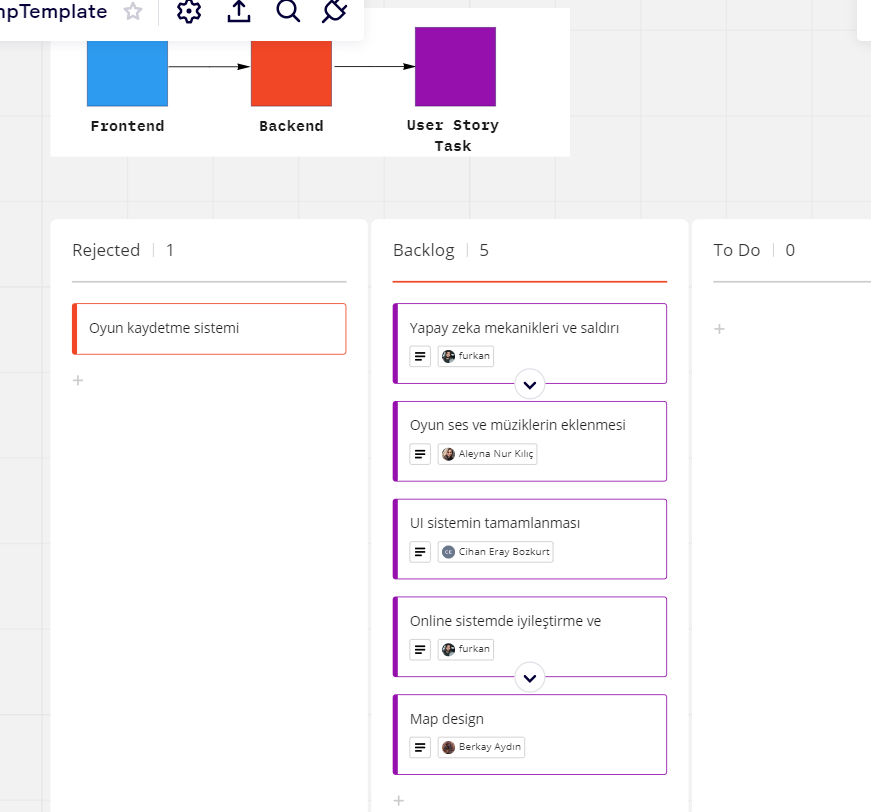 Template
Frontend
Backend
User Story
Task
Rejected 1
Oyun kaydetme sistemi
Backlog 5
Yapay zeka mekanikleri ve saldırı
furkan
Oyun ses ve müziklerin eklenmesi
Aleyna Nur Kılıç
UI sistemin tamamlanması
CE Cihan Eray Bozkurt
Online sistemde iyileştirme ve
furkan
Map design
Berkay Aydın
To Do 0